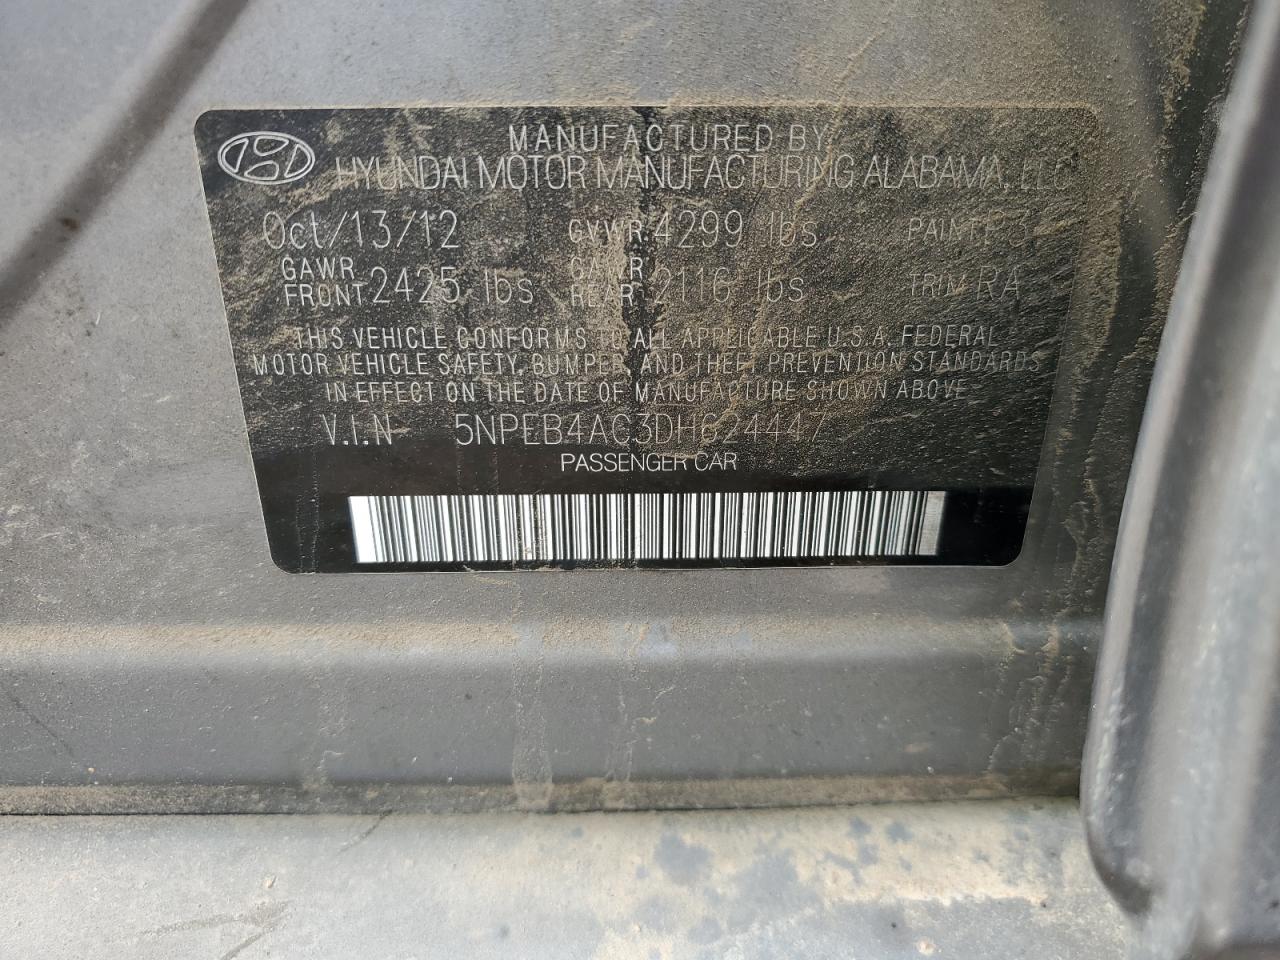 MANUFACTURED BY
HYUNDAI MOTOR MANUFACTURING ALABAMA, LLC
Oct/13/12 GVWR 4299 lbs PAINT P3
GAWR FRONT 2425 lbs GAWR REAR 2116 lbs TRIM RA
THIS VEHICLE CONFORMS TO ALL APPLICABLE U.S.A. FEDERAL
MOTOR VEHICLE SAFETY, BUMPER, AND THEFT PREVENTION STANDARDS
IN EFFECT ON THE DATE OF MANUFACTURE SHOWN ABOVE
V.I.N 5NPEB4AC3DH624447
PASSENGER CAR